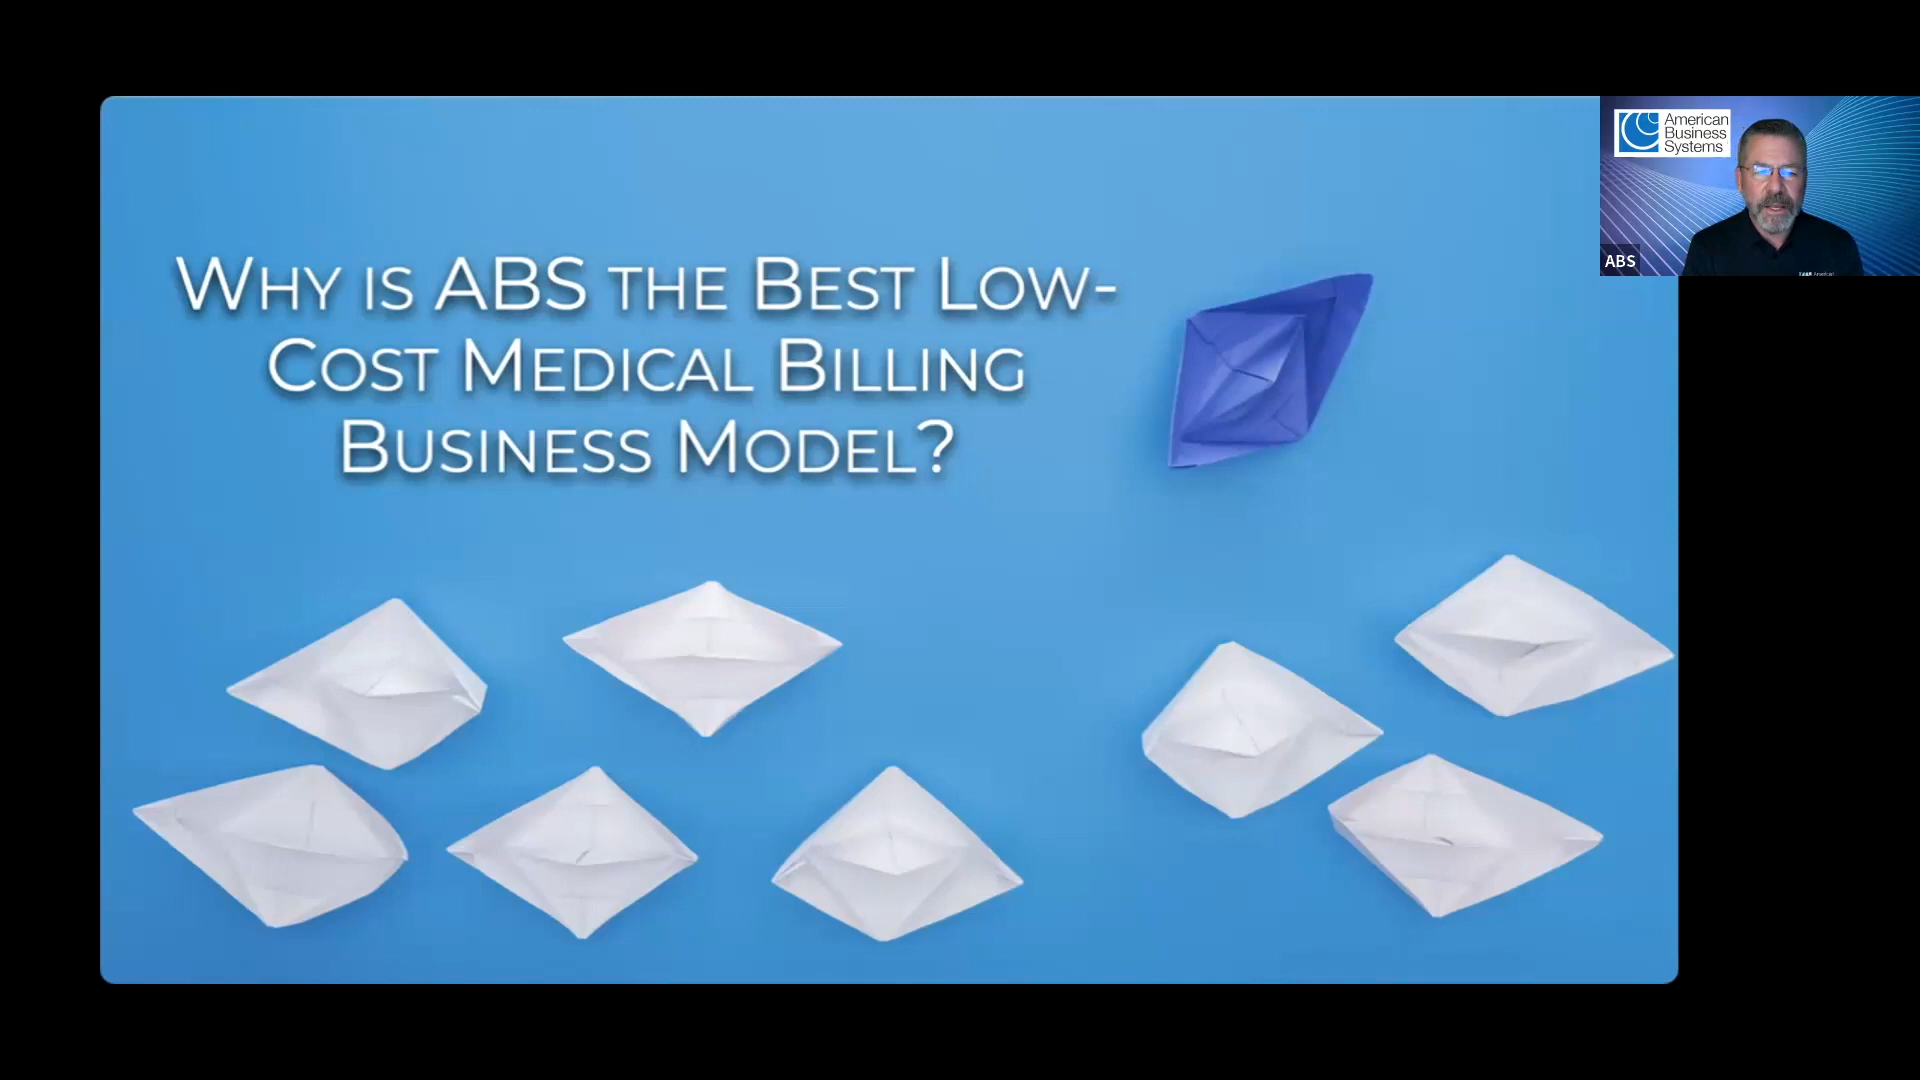 Why is ABS the Best Low-
Cost Medical Billing
Business Model?
American
Business
Systems
ABS